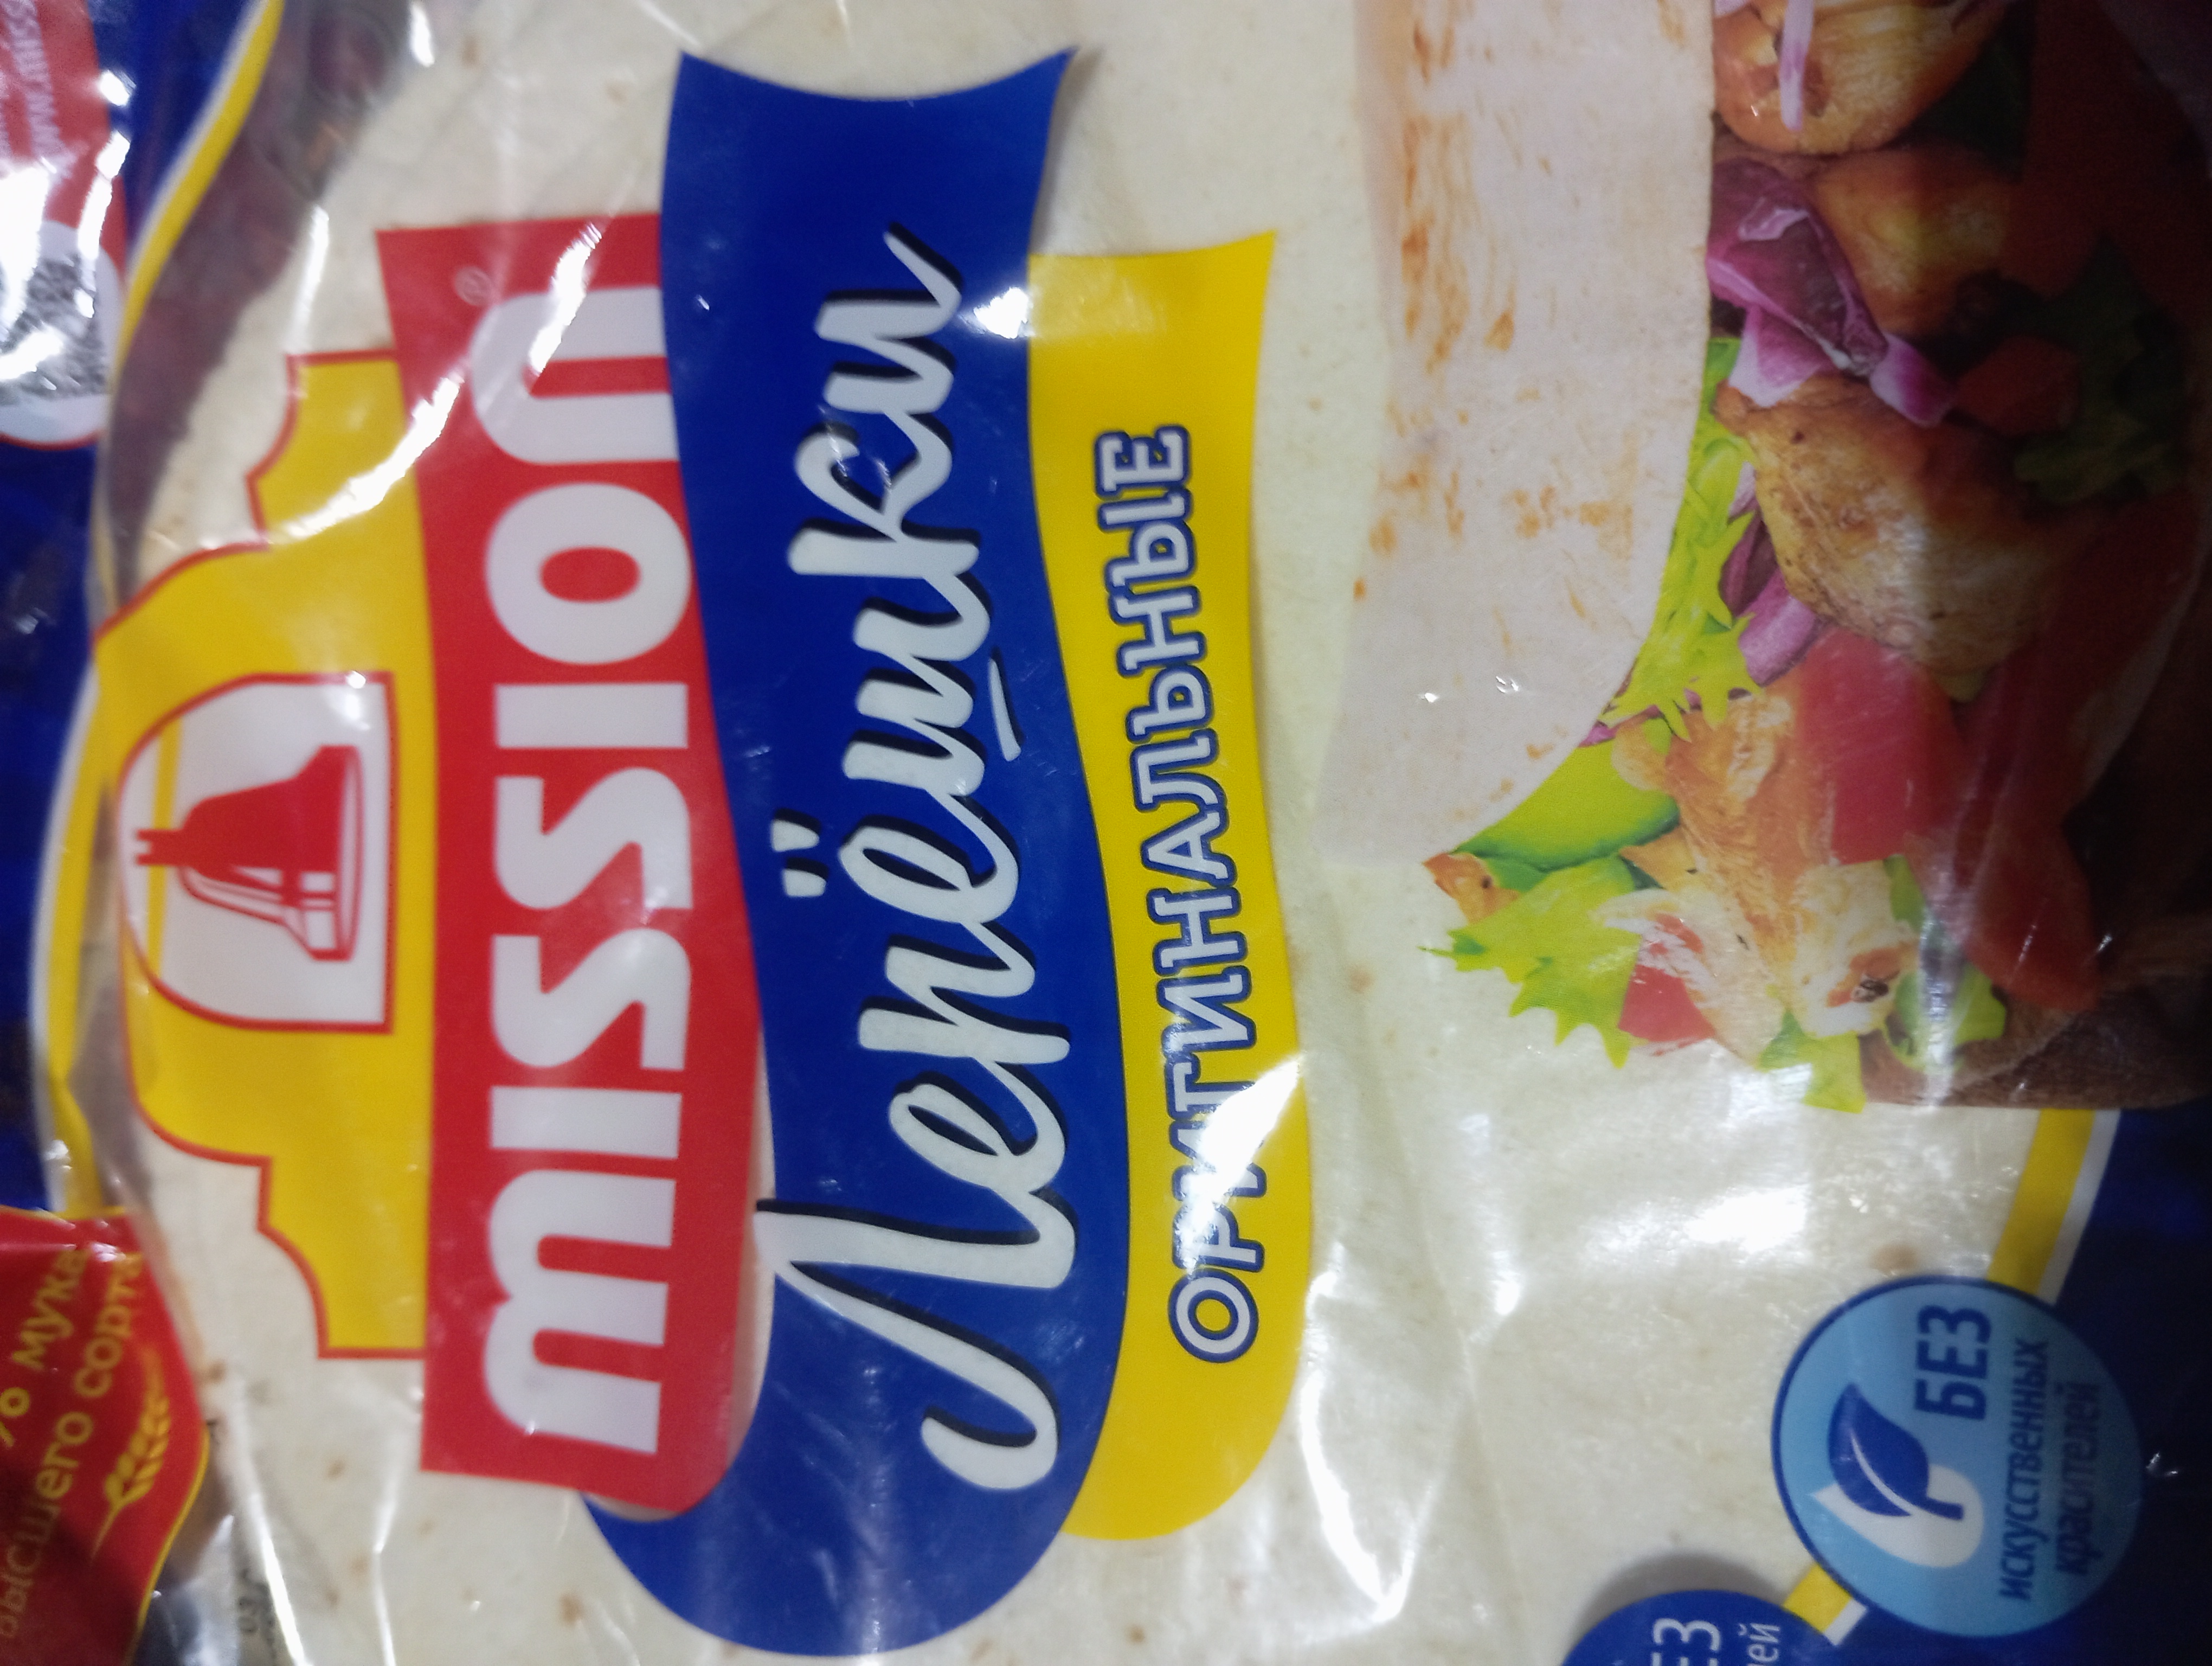 mission
Лепёшки
ОРИГИНАЛЬНЫЕ
мука
высшего сорта
БЕЗ
искусственных
красителей